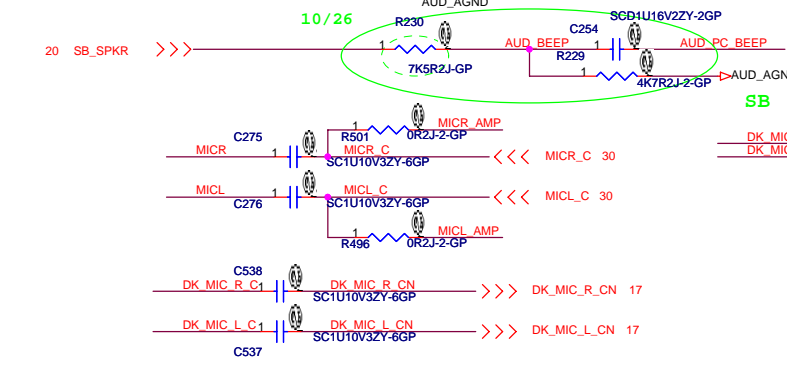 AUD_AGND
10/26
R230
SCD1U16V2ZY-2GP
C254
20 SB_SPKR
1
AUD_BEEP
1
AUD_PC_BEEP
7K5R2J-GP
R229
1
4K7R2J-2-GP
AUD_AGN
SB
1
MICR_AMP
C275
R501
0R2J-2-GP
DK_MIC
MICR
1
MICR_C
MICR_C 30
DK_MIC
SC1U10V3ZY-6GP
MICL
1
MICL_C
MICL_C 30
C276
SC1U10V3ZY-6GP
1
MICL_AMP
R496
0R2J-2-GP
C538
DK_MIC_R_C
1
DK_MIC_R_CN
DK_MIC_R_CN 17
SC1U10V3ZY-6GP
DK_MIC_L_C
1
DK_MIC_L_CN
DK_MIC_L_CN 17
SC1U10V3ZY-6GP
C537